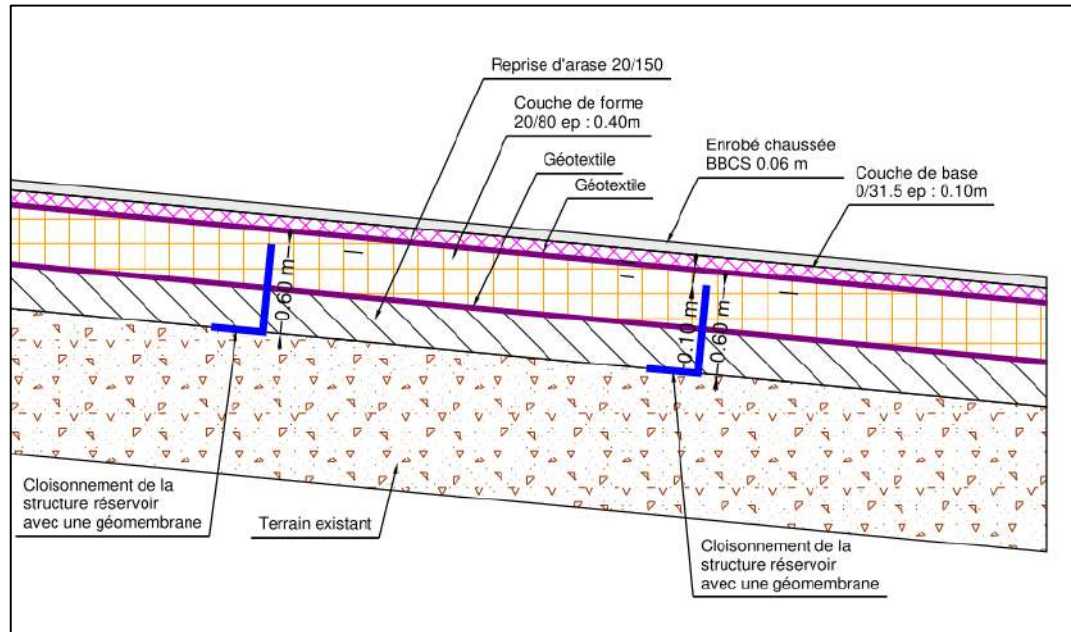 Reprise d'arase 20/150
Couche de forme
20/80 ep : 0.40m
Géotextile
Géotextile
Enrobé chaussée
BBCS 0.06 m
Couche de base
0/31.5 ep : 0.10m
0.60 m
0.10 m
0.60 m
Cloisonnement de la
structure réservoir
avec une géomembrane
Terrain existant
Cloisonnement de la
structure réservoir
avec une géomembrane